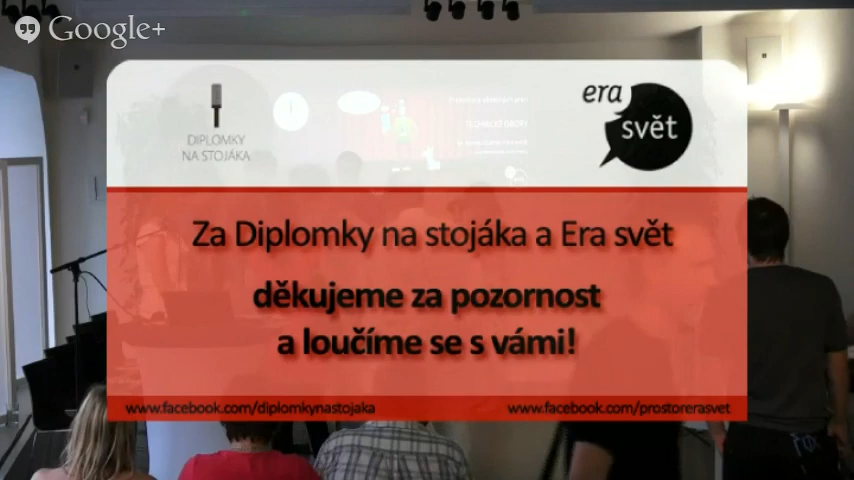 Google+
DIPLOMKY
NA STOJÁKA
era
svět
Za Diplomky na stojáka a Era svět
děkujeme za pozornost
a loučíme se s vámi!
www.facebook.com/diplomkynastojaka
www.facebook.com/prostorerasvet